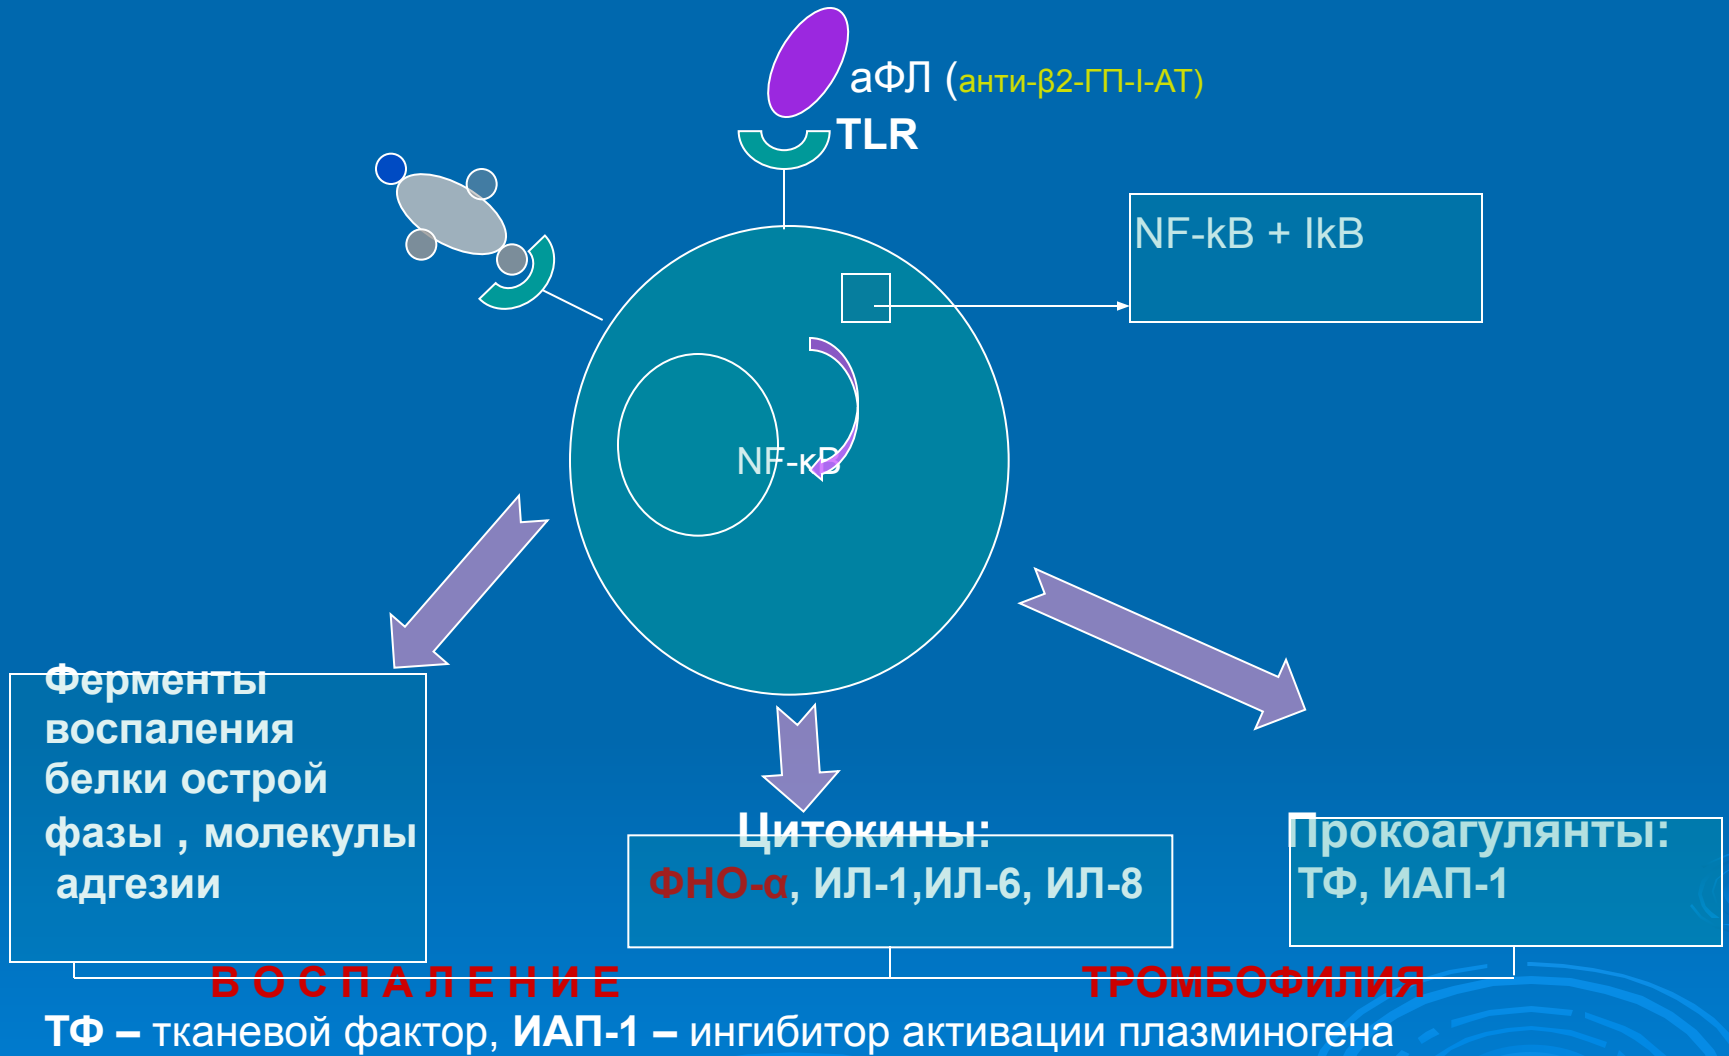 аФЛ (анти-β2-ГП-I-АТ)
TLR
NF-kB + IkB
NF-κB
Ферменты
воспаления
белки острой
фазы , молекулы
адгезии
Цитокины:
ФНО-α, ИЛ-1,ИЛ-6, ИЛ-8
Прокоагулянты:
ТФ, ИАП-1
В О С П А Л Е Н И Е
ТРОМБОФИЛИЯ
ТФ – тканевой фактор, ИАП-1 – ингибитор активации плазминогена